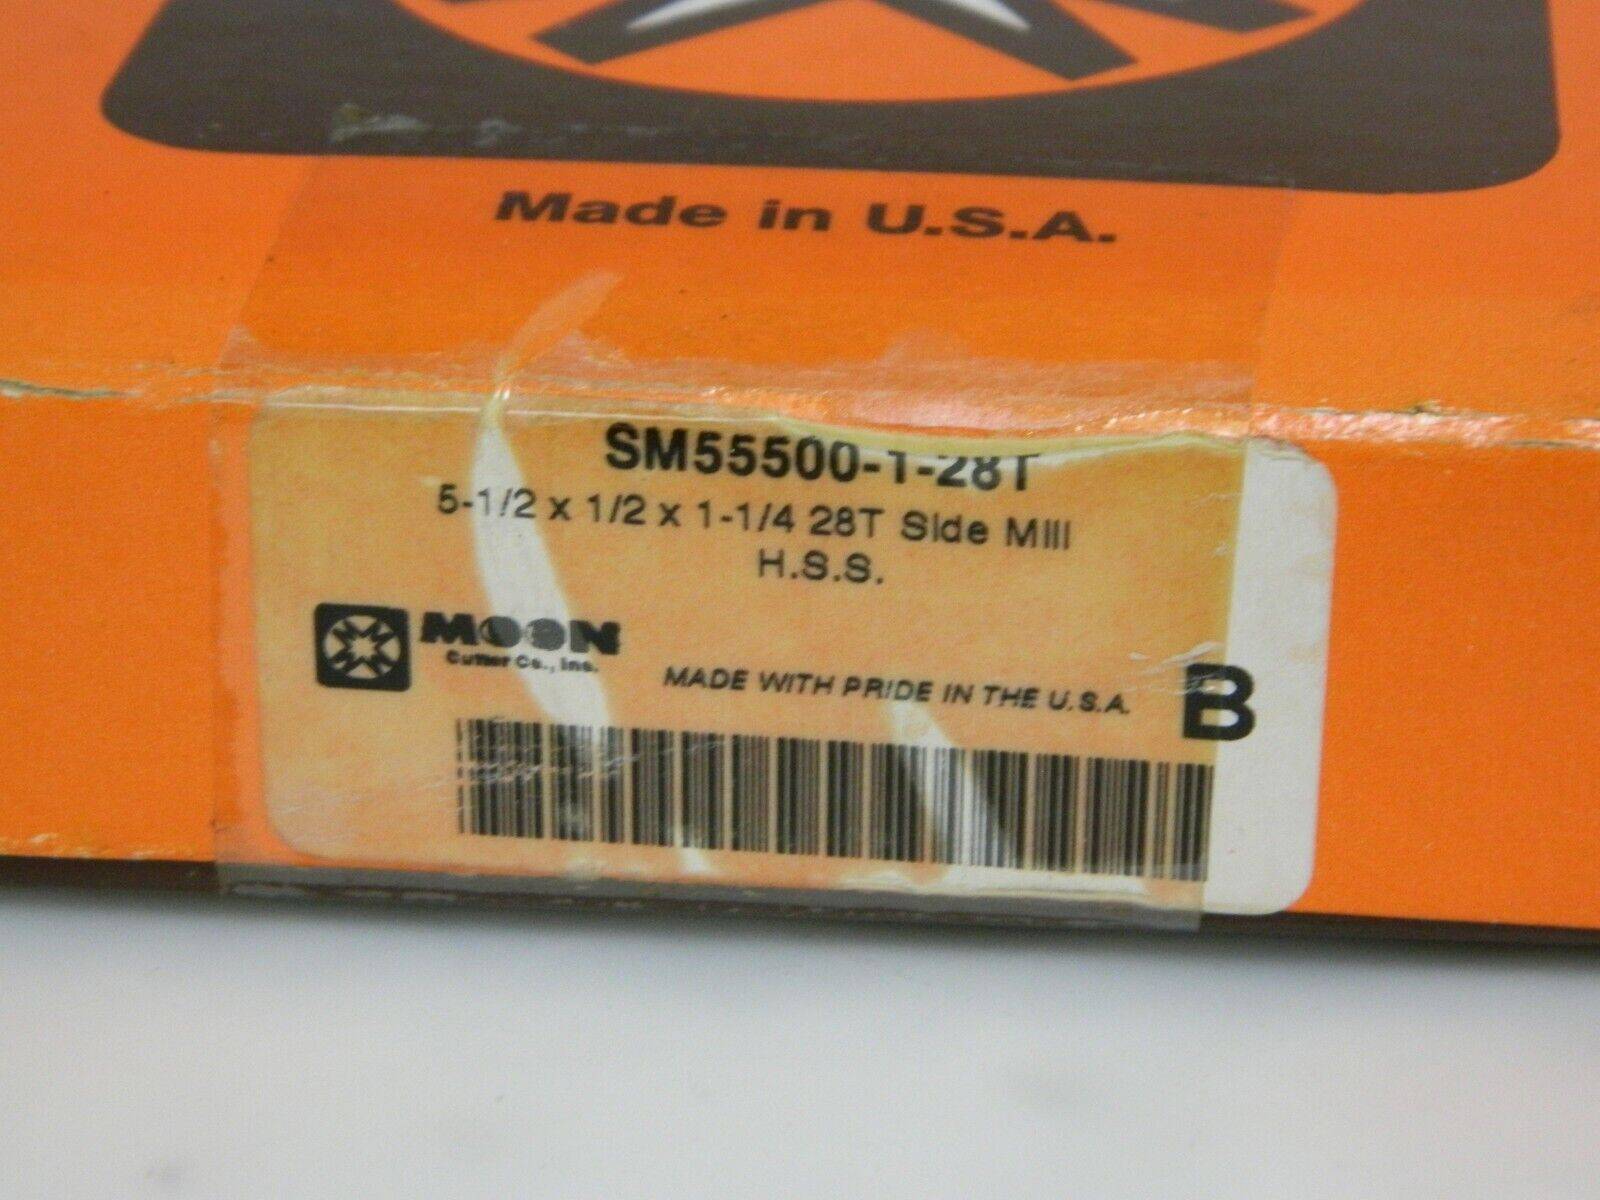 Made in U.S.A.
SM55500-1-28T
5-1/2 x 1/2 x 1-1/4 28T Side Mill
H.S.S.
MOON
Cutter Co., Inc.
MADE WITH PRIDE IN THE U.S.A.
B